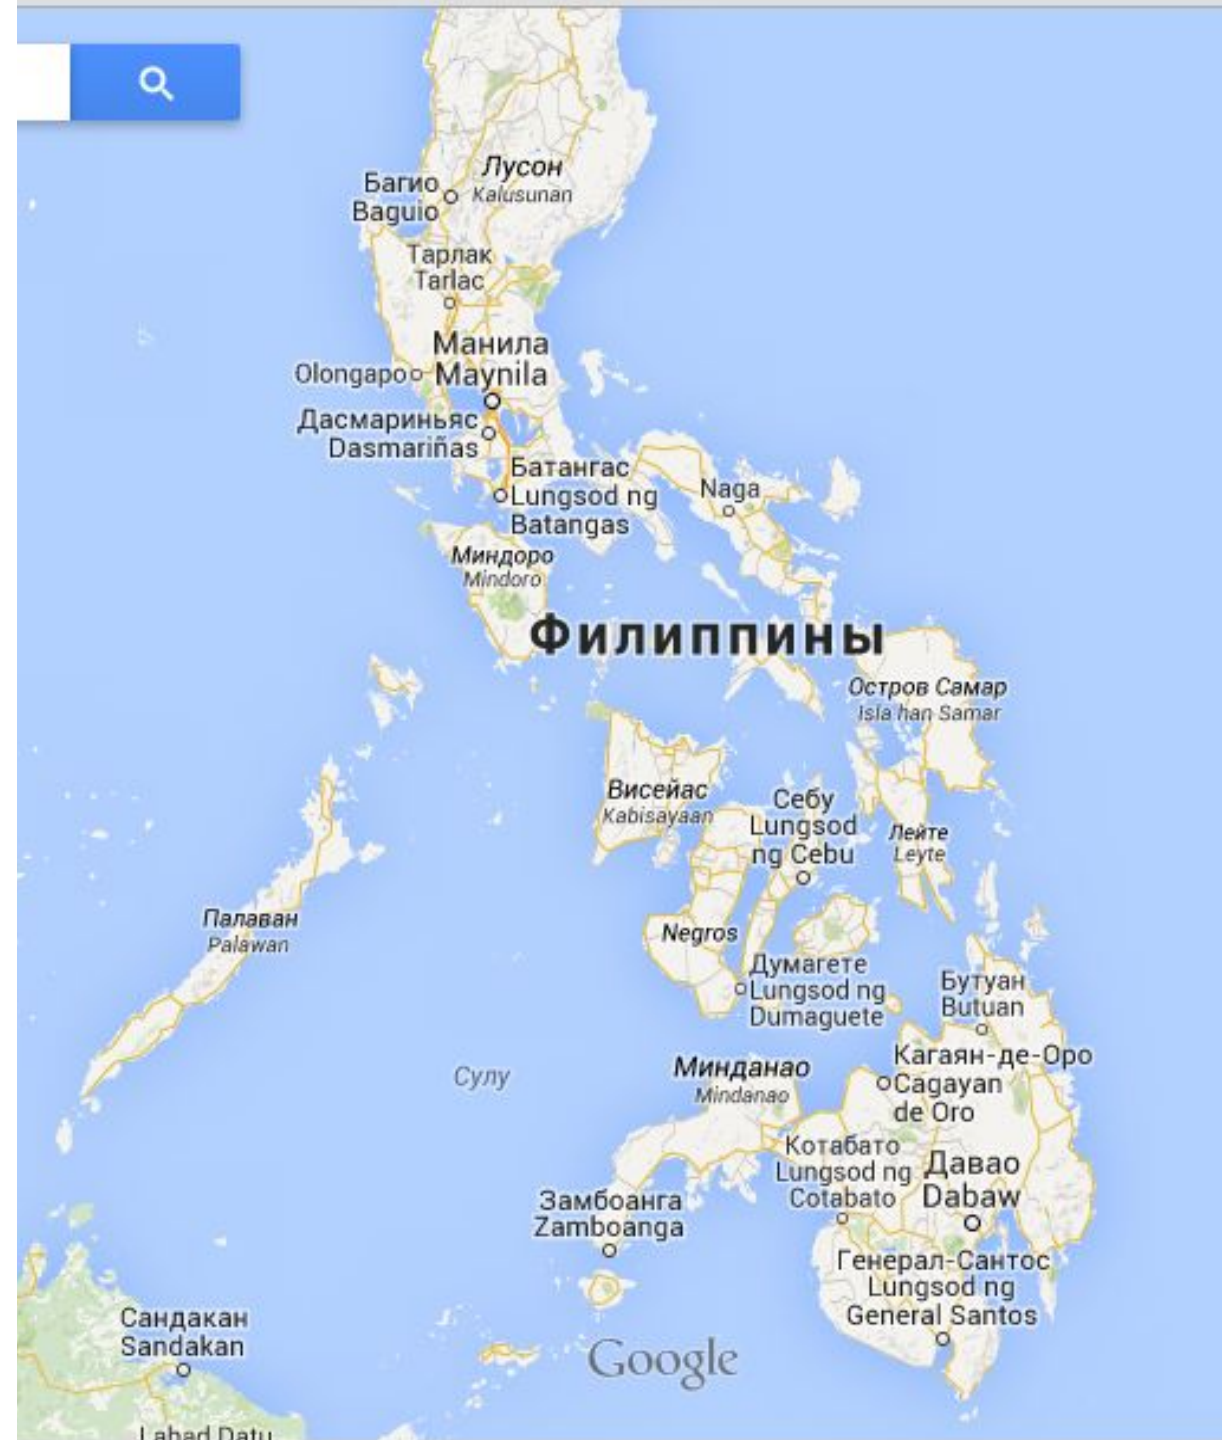 Лусон
Kalusunan
Багио
Baguio
Тарлак
Tarlac
Манила
Maynila
Olongapo
Дасмариньяс
Dasmariñas
Батангас
Lungsod ng
Batangas
Naga
Миндоро
Mindoro
Филиппины
Остров Самар
Isla han Samar
Висейас
Kabisayaan
Себу
Lungsod
ng Cebu
Лейте
Leyte
Палаван
Palawan
Negros
Думагете
Lungsod ng
Dumaguete
Бутуан
Butuan
Сулу
Минданао
Mindanao
Кагаян-де-Оро
Cagayan
de Oro
Котабато
Lungsod ng
Cotabato
Давао
Dabaw
Замбоанга
Zamboanga
Генерал-Сантос
Lungsod ng
General Santos
Сандакан
Sandakan
Google
Lahad Datu